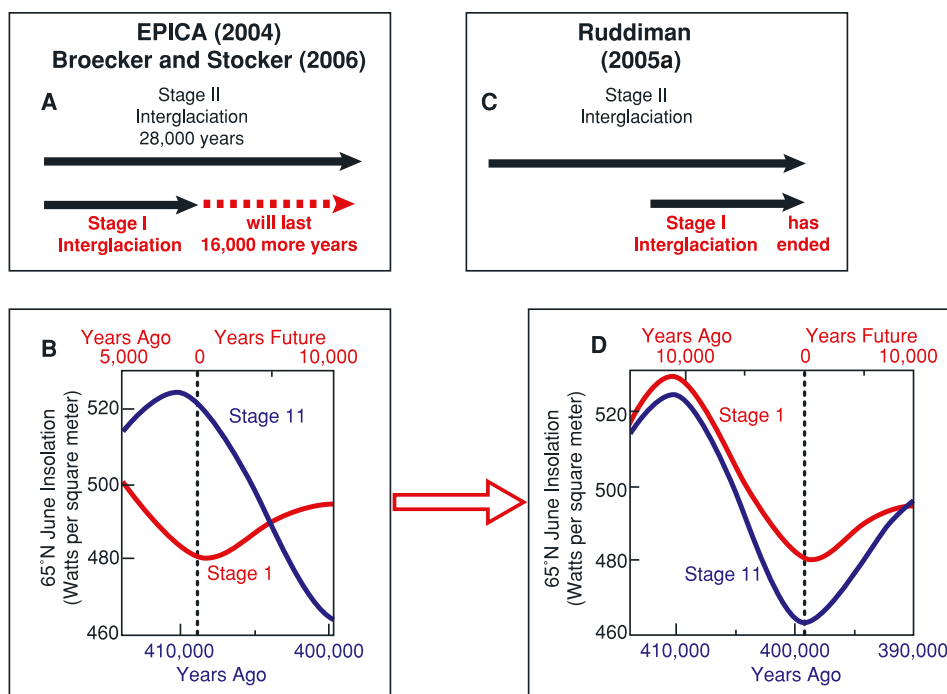 EPICA (2004)
Broecker and Stocker (2006)
A
Stage II
Interglaciation
28,000 years
Stage I
Interglaciation
will last
16,000 more years
Ruddiman
(2005a)
C
Stage II
Interglaciation
Stage I
Interglaciation
has
ended
B
Years Ago
Years Future
5,000
0
10,000
65°N June Insolation
(Watts per square meter)
520
500
480
460
Stage 11
Stage 1
410,000
400,000
Years Ago
D
Years Ago
Years Future
10,000
0
10,000
65°N June Insolation
(Watts per square meter)
520
500
480
460
Stage 1
Stage 11
410,000
400,000
390,000
Years Ago